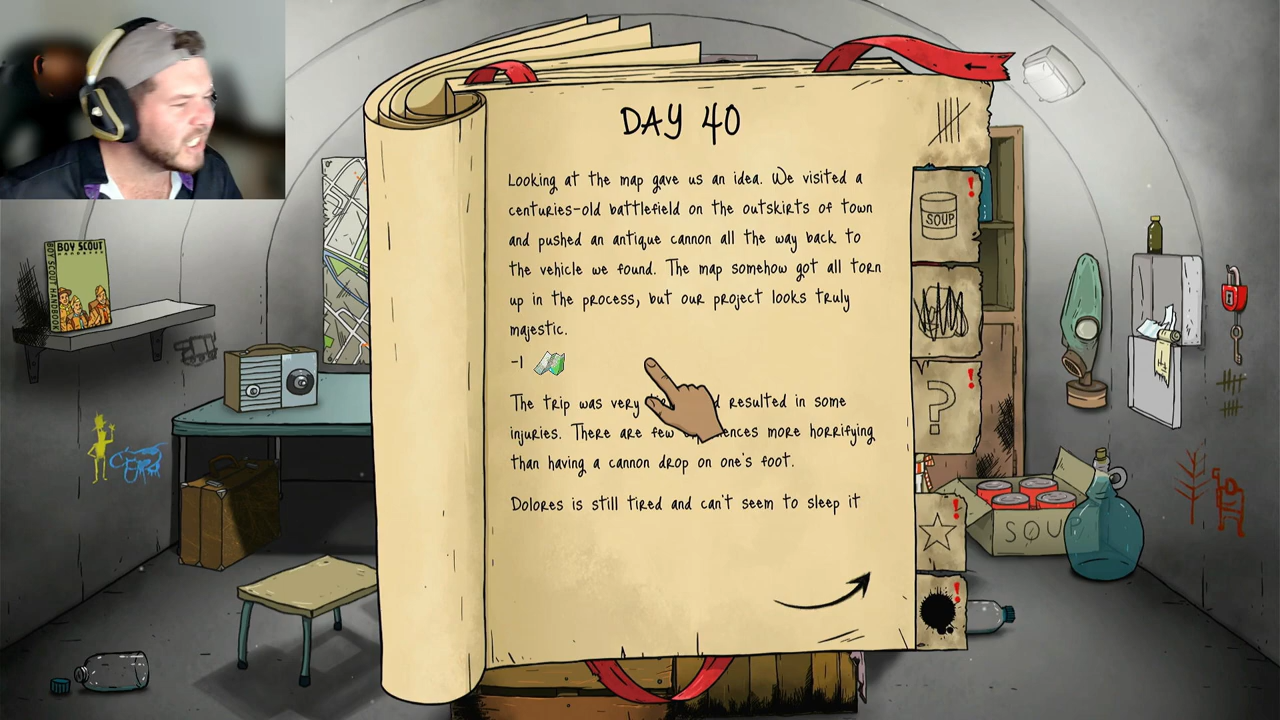 DAY 40
Looking at the map gave us an idea. We visited a
centuries-old battlefield on the outskirts of town
and pushed an antique cannon all the way back to
the vehicle we found. The map somehow got all torn
up in the process, but our project looks truly
majestic.
-1
The trip was very resulted in some
injuries. There are few more horrifying
than having a cannon drop on one's foot.
Dolores is still tired and can't seem to sleep it
SOUP
BOY SCOUT
BOY SCOUT HANDBOOK
SOUP